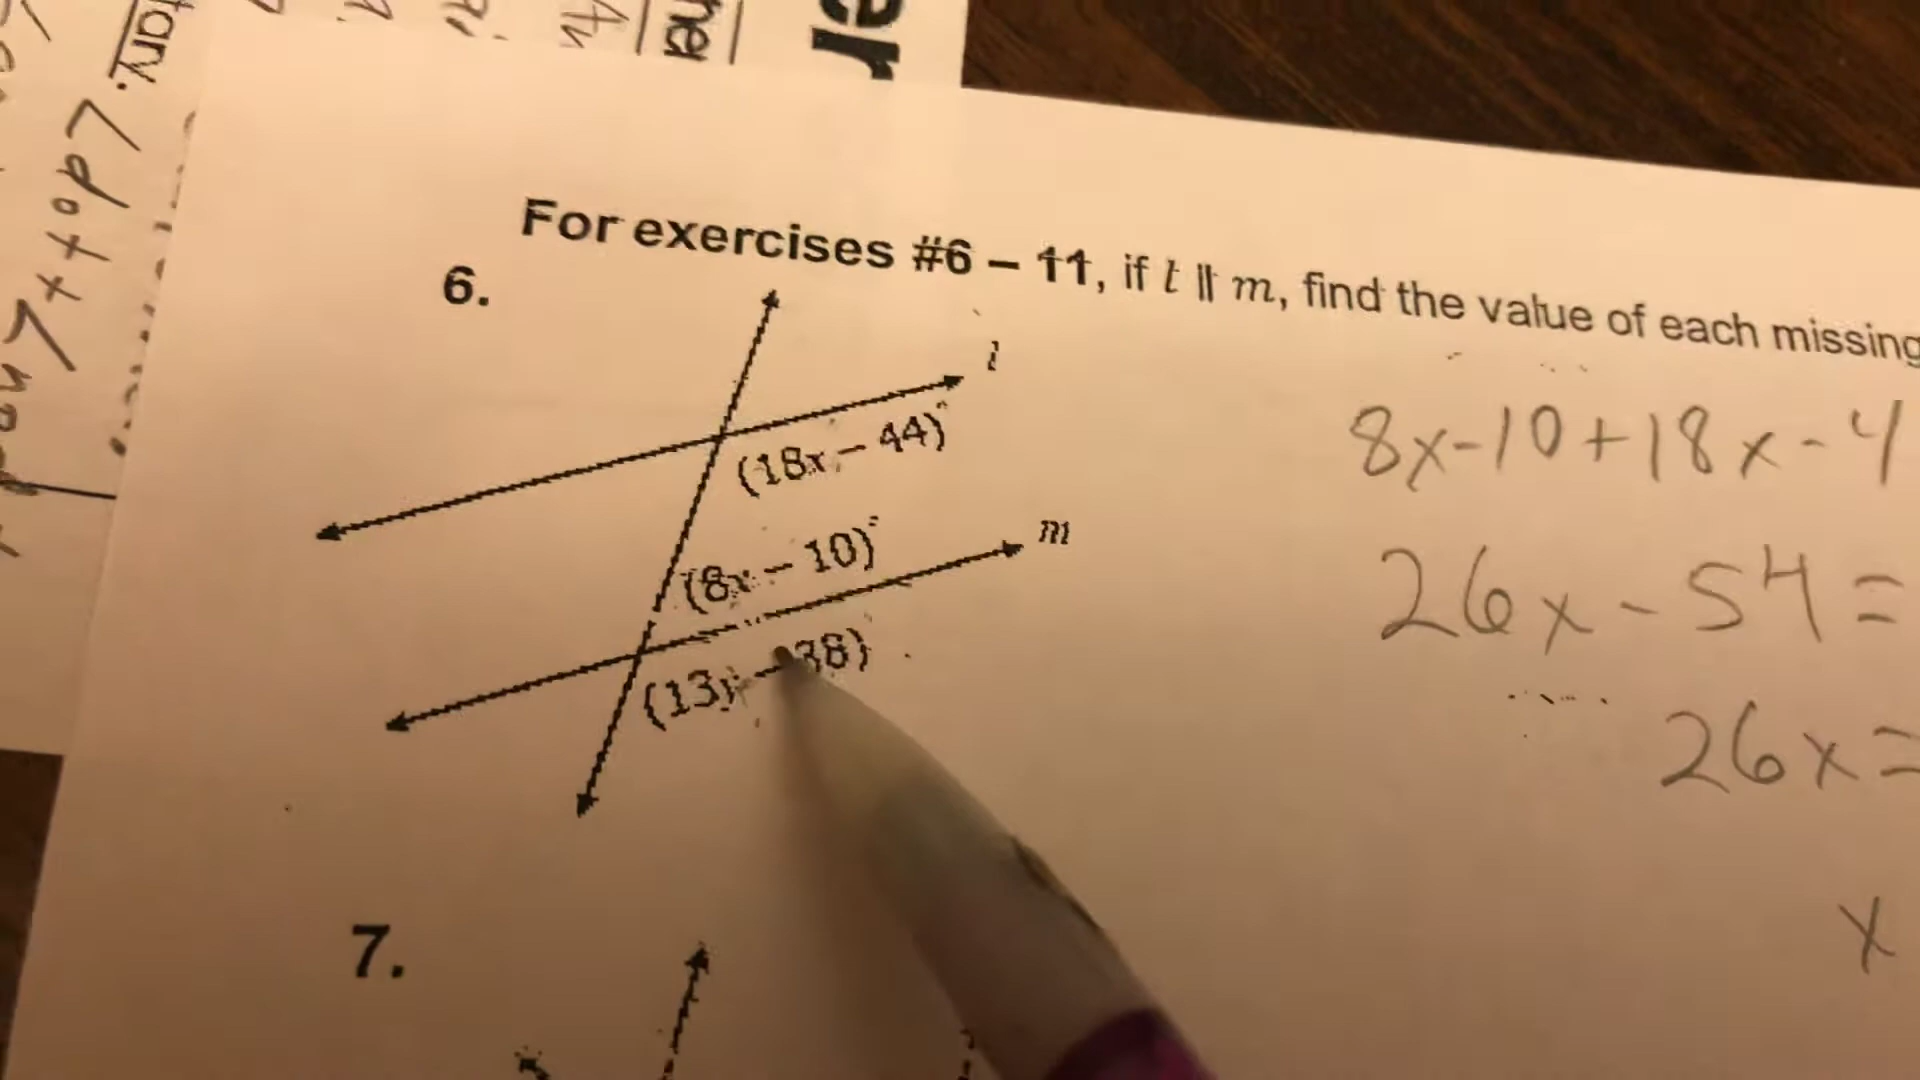 er
For exercises #6 – 11, if l ∥ m, find the value of each missing
6.
l
(18x – 44)°
m
(8x – 10)°
38)
8x-10+18x-4
26x-54=
26x=
x
7.